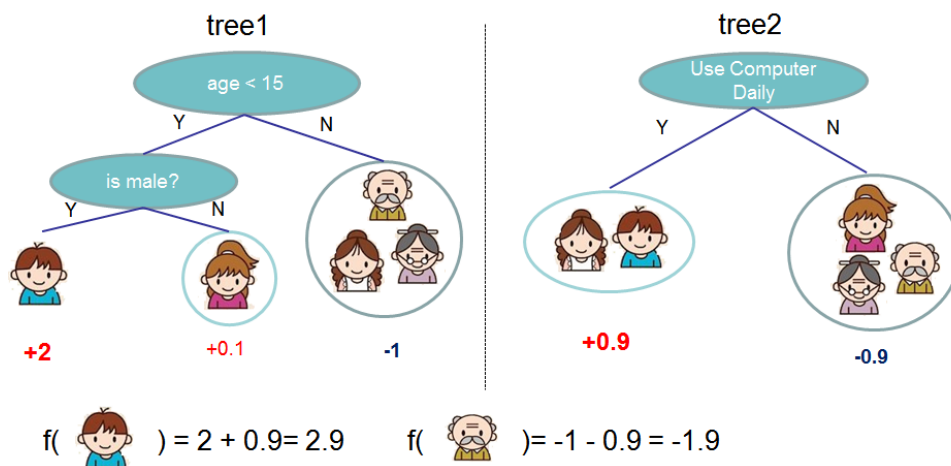 tree1
tree2
age < 15
Use Computer
Daily
Y
N
Y
N
is male?
Y
N
+2
+0.1
-1
+0.9
-0.9
f( ) = 2 + 0.9= 2.9
f( )= -1 - 0.9 = -1.9